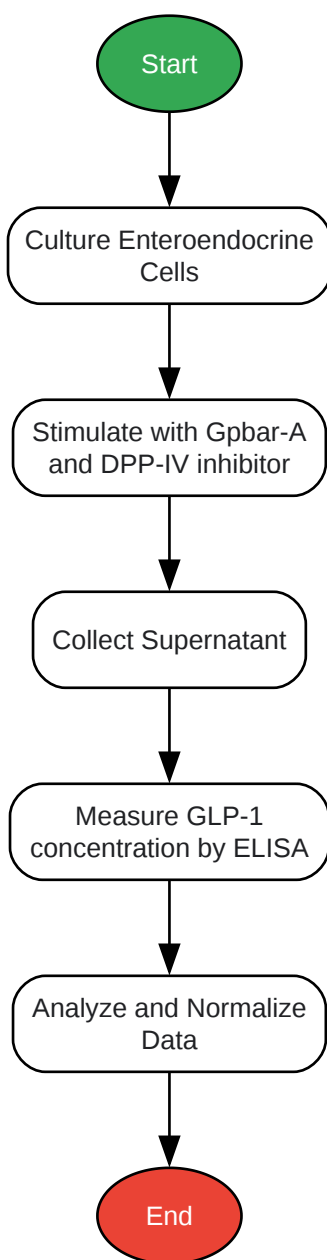 Start
Culture Enteroendocrine
Cells
Stimulate with Gpbar-A
and DPP-IV inhibitor
Collect Supernatant
Measure GLP-1
concentration by ELISA
Analyze and Normalize
Data
End